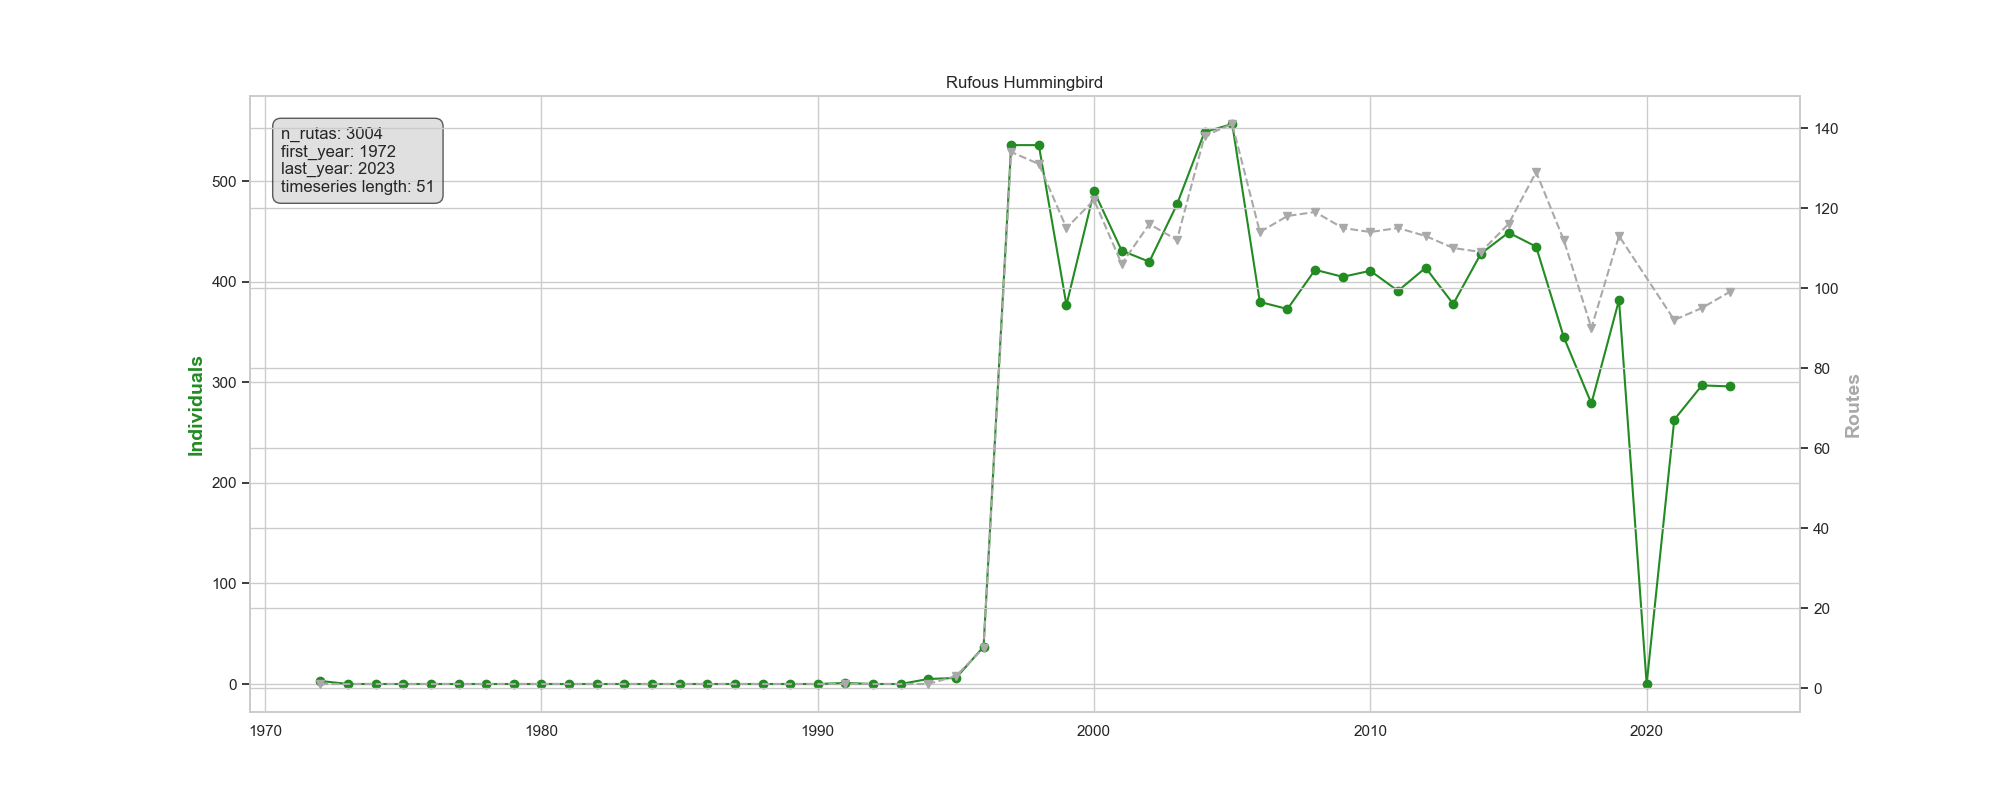 Rufous Hummingbird
n_rutas: 3004
first_year: 1972
last_year: 2023
timeseries length: 51
Individuals
500
400
300
200
100
0
140
120
100
80
60
40
20
0
Routes
1970 1980 1990 2000 2010 2020